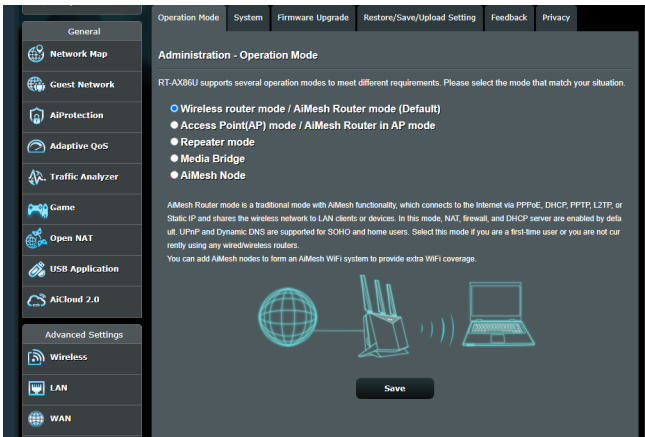 Operation Mode System Firmware Upgrade Restore/Save/Upload Setting Feedback Privacy
General
Network Map
Guest Network
AiProtection
Adaptive QoS
Traffic Analyzer
Game
Open NAT
USB Application
AiCloud 2.0
Advanced Settings
Wireless
LAN
WAN
Administration - Operation Mode
RT-AX86U supports several operation modes to meet different requirements. Please select the mode that match your situation.
Wireless router mode / AiMesh Router mode (Default)
Access Point(AP) mode / AiMesh Router in AP mode
Repeater mode
Media Bridge
AiMesh Node
AiMesh Router mode is a traditional mode with AiMesh functionality, which connects to the Internet via PPPoE, DHCP, PPTP, L2TP, or
Static IP and shares the wireless network to LAN clients or devices. In this mode, NAT, firewall, and DHCP server are enabled by defa
ult. UPnP and Dynamic DNS are supported for SOHO and home users. Select this mode if you are a first-time user or you are not cur
rently using any wired/wireless routers.
You can add AiMesh nodes to form an AiMesh WiFi system to provide extra WiFi coverage.
Save